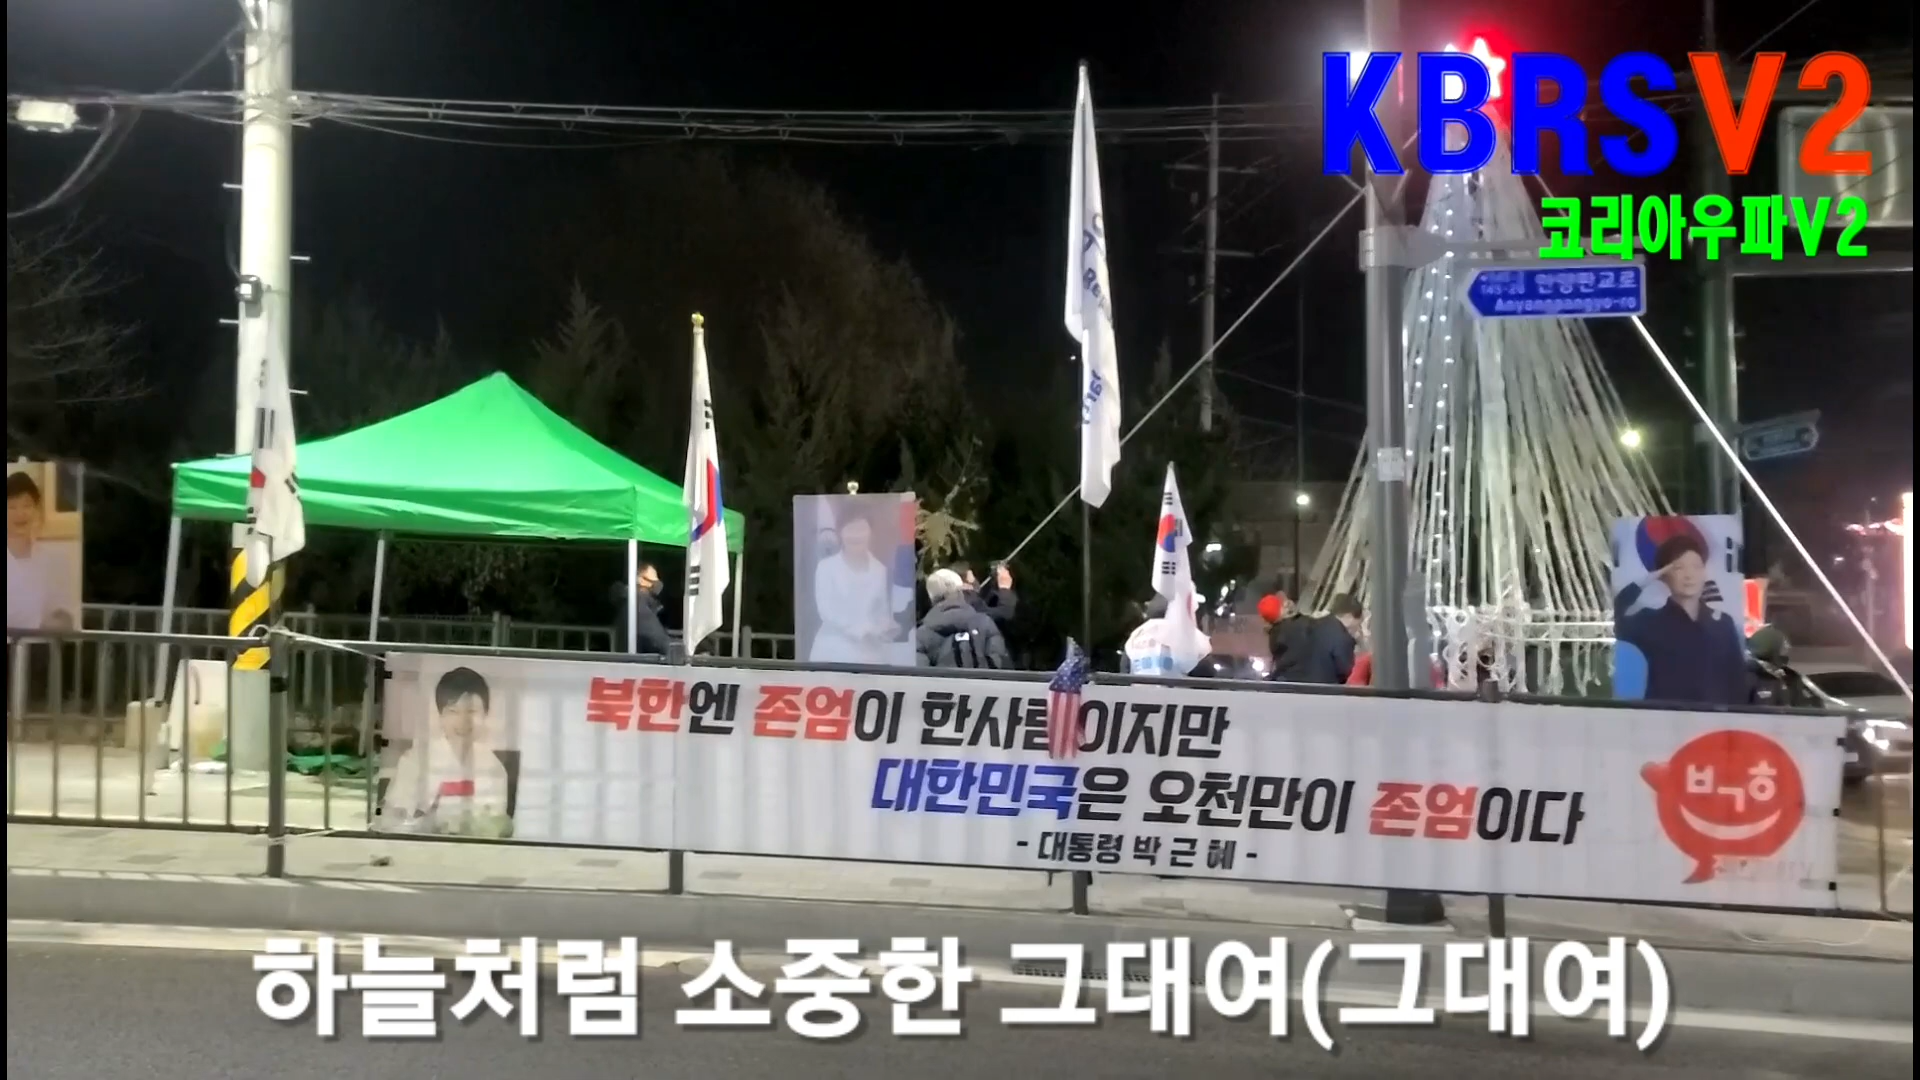 KBRSV2
코리아우파V2
안양판교로
Anyangpangyo-ro
북한엔 존엄이 한사람이지만
대한민국은 오천만이 존엄이다
- 대통령 박근혜 -
ㅂㄱㅎ
하늘처럼 소중한 그대여(그대여)